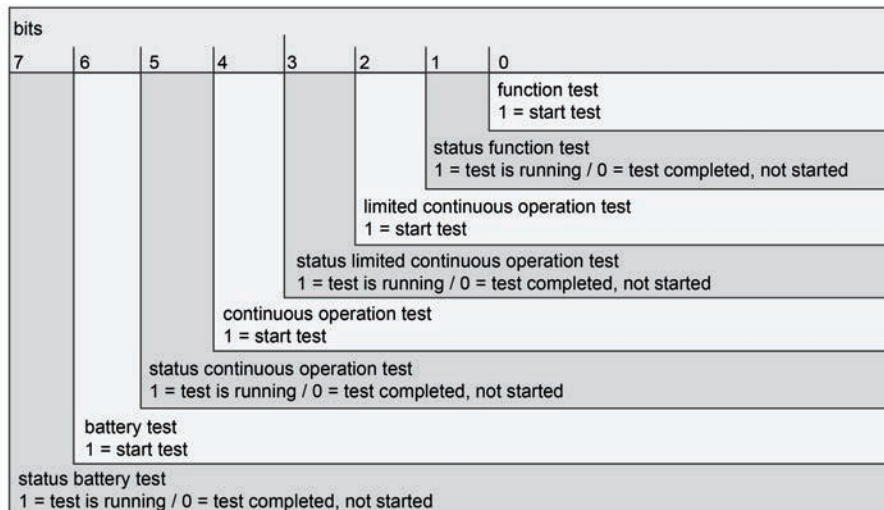 bits
7 6 5 4 3 2 1 0
function test
1 = start test
status function test
1 = test is running / 0 = test completed, not started
limited continuous operation test
1 = start test
status limited continuous operation test
1 = test is running / 0 = test completed, not started
continuous operation test
1 = start test
status continuous operation test
1 = test is running / 0 = test completed, not started
battery test
1 = start test
status battery test
1 = test is running / 0 = test completed, not started